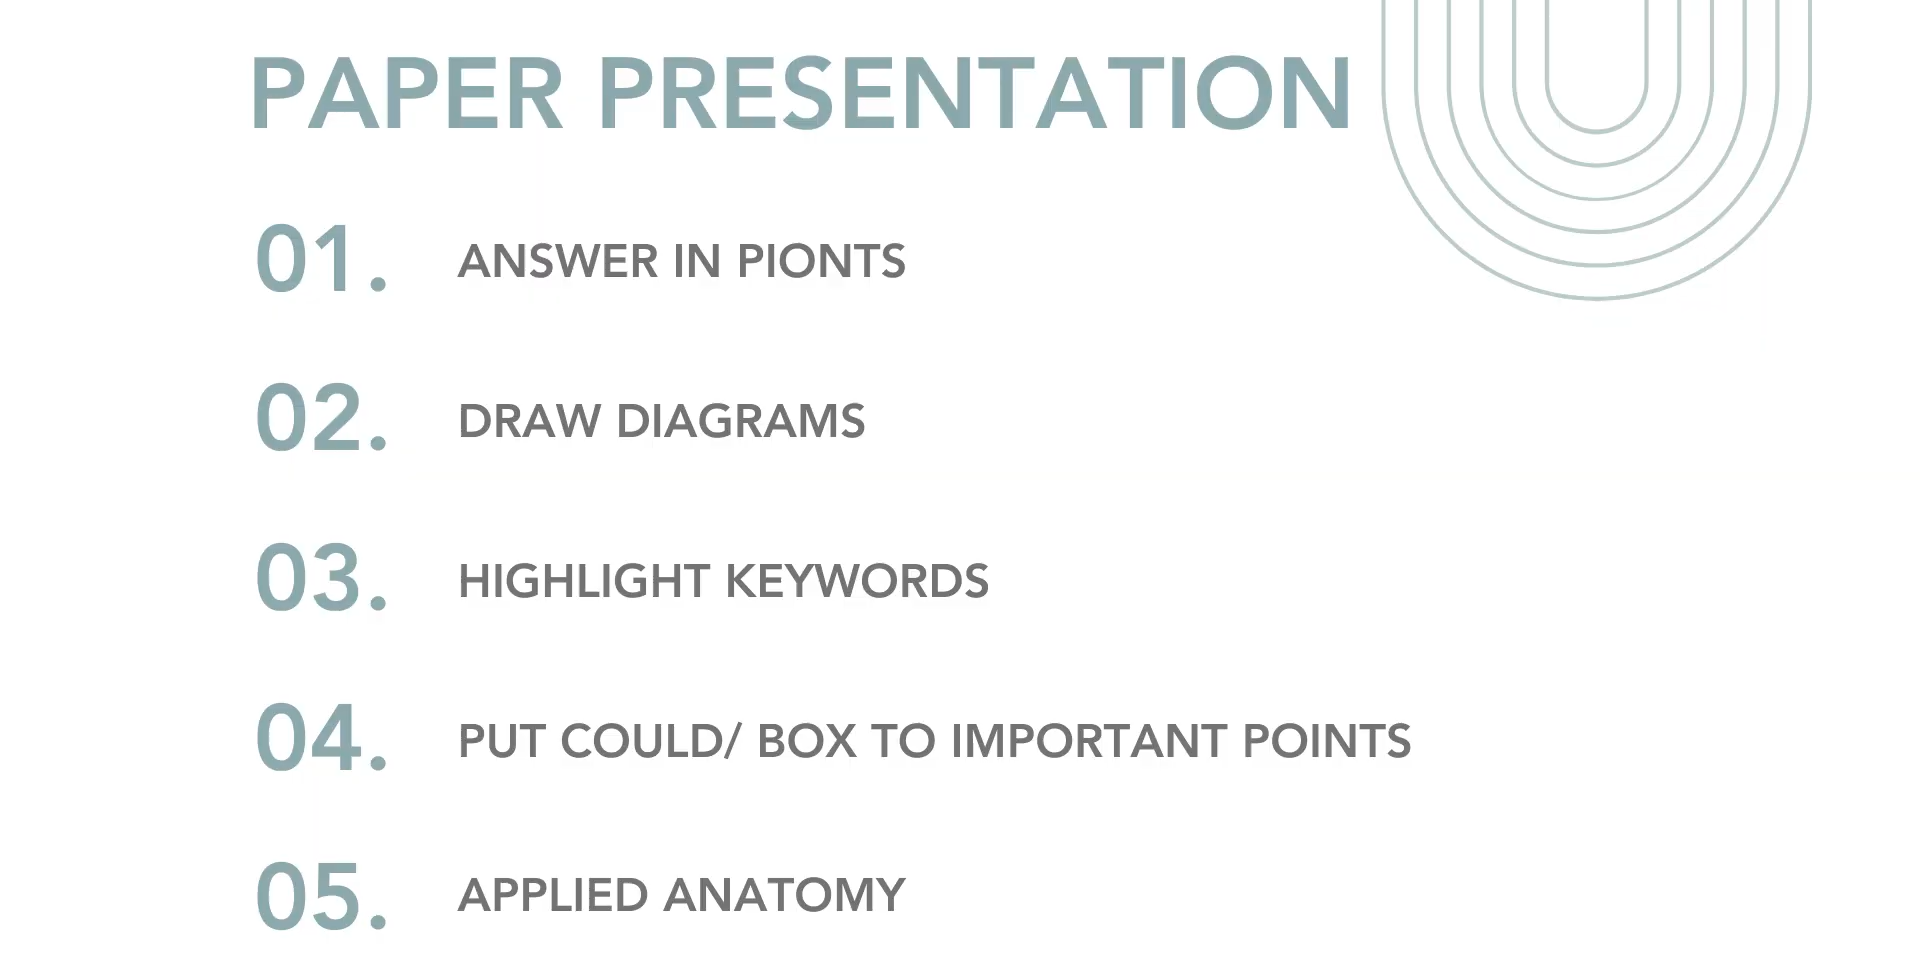 PAPER PRESENTATION
01. ANSWER IN PIONTS
02. DRAW DIAGRAMS
03. HIGHLIGHT KEYWORDS
04. PUT COULD/ BOX TO IMPORTANT POINTS
05. APPLIED ANATOMY